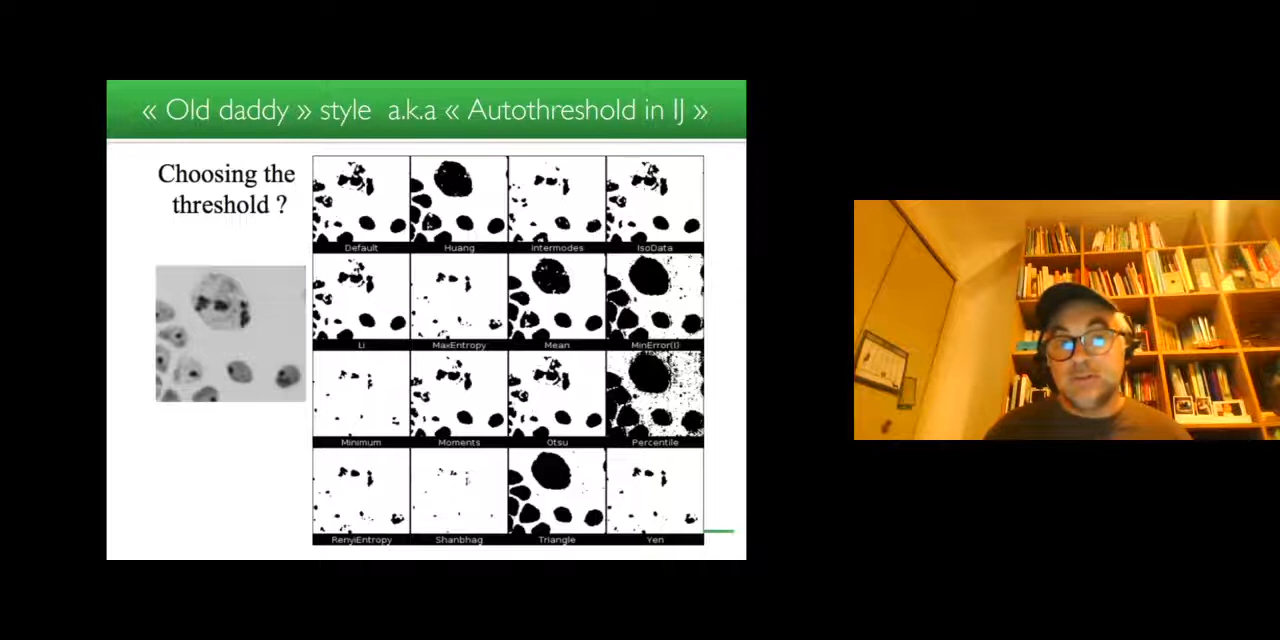 « Old daddy » style a.k.a « Autothreshold in IJ »
Choosing the
threshold ?
Default Huang Intermodes IsoData
Li MaxEntropy Mean MinError(I)
Minimum Moments Otsu Percentile
RenyiEntropy Shanbhag Triangle Yen